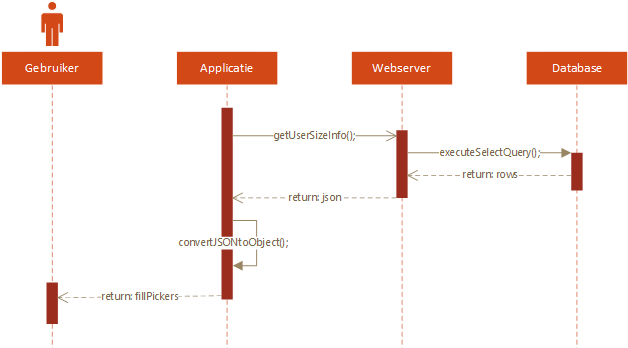 Gebruiker
Applicatie
Webserver
Database
getUserSizeInfo();
executeSelectQuery();
return: rows
return: json
convertJSONtoObject();
return: fillPickers